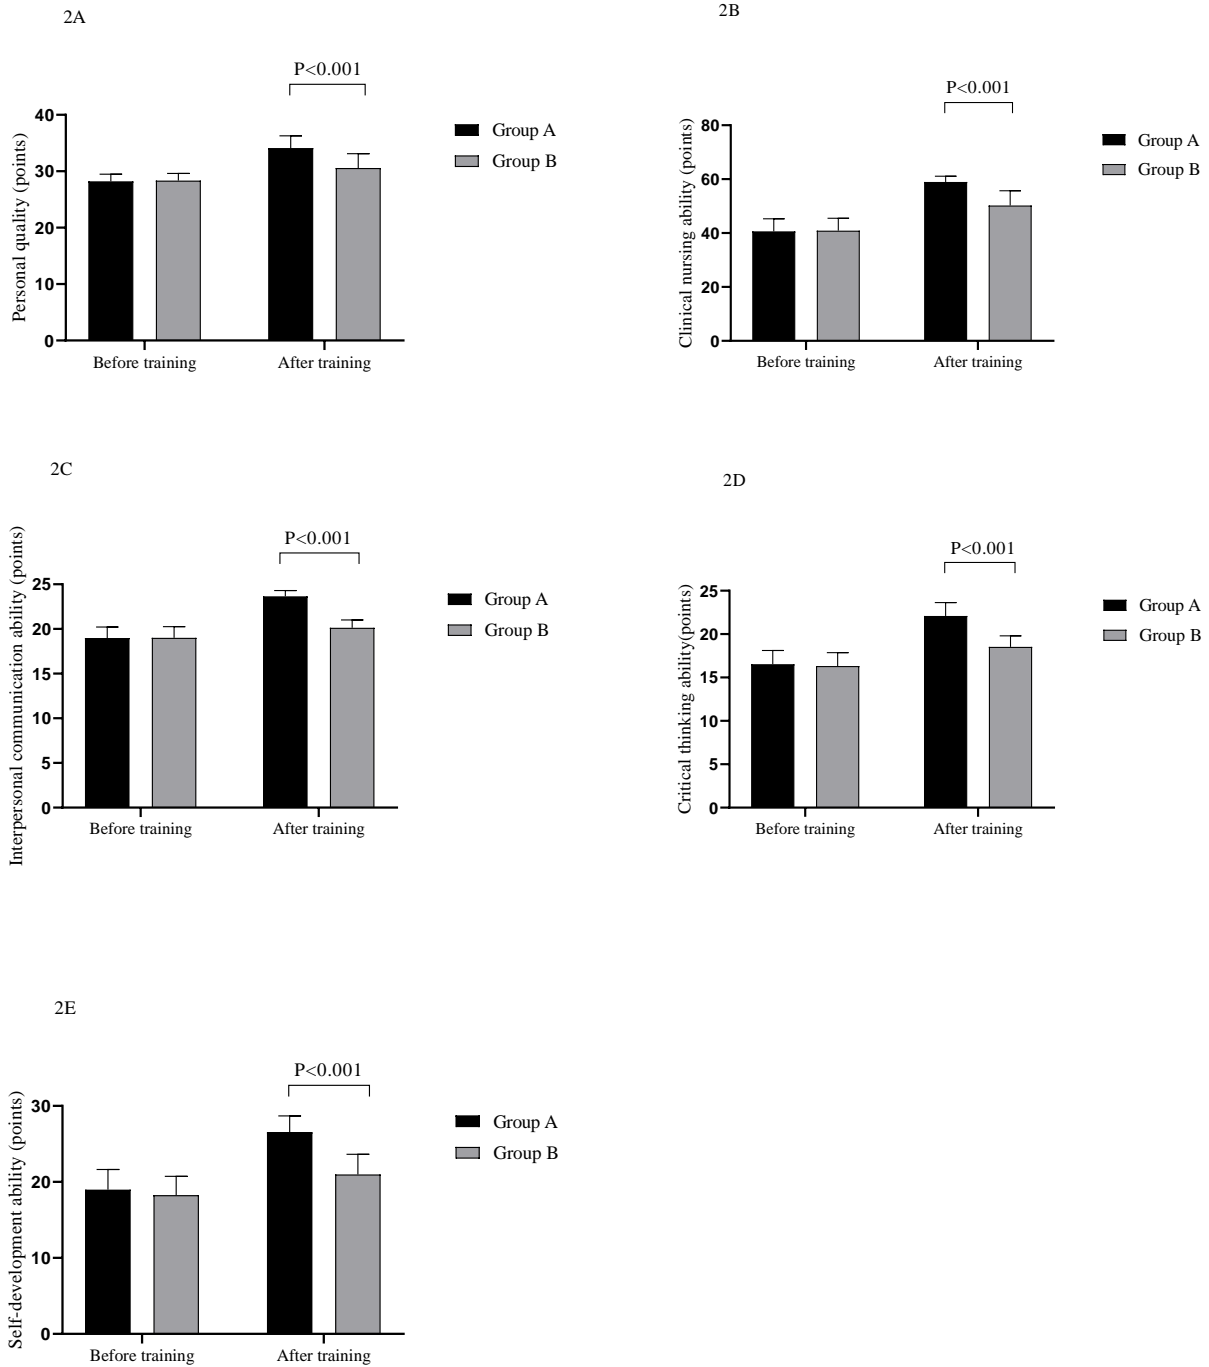 2A
P<0.001
Personal quality (points)
40
30
20
10
0
Before training
After training
Group A
Group B
2B
P<0.001
Clinical nursing ability (points)
80
60
40
20
0
Before training
After training
Group A
Group B
2C
P<0.001
Interpersonal communication ability (points)
25
20
15
10
5
0
Before training
After training
Group A
Group B
2D
P<0.001
Critical thinking ability(points)
25
20
15
10
5
0
Before training
After training
Group A
Group B
2E
P<0.001
Self-development ability (points)
30
20
10
0
Before training
After training
Group A
Group B